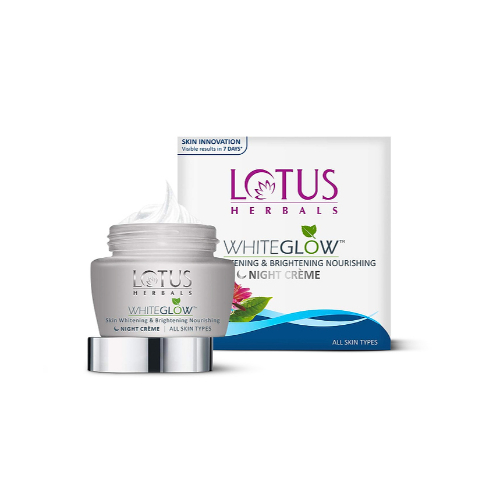 SKIN INNOVATION
Visible results in 7 DAYS*
LOTUS
HERBALS
WHITEGLOW™
TENING & BRIGHTENING NOURISHING
NIGHT CRÈME
ALL SKIN TYPES
LOTUS
HERBALS
WHITEGLOW™
Skin Whitening & Brightening Nourishing
NIGHT CRÈME | ALL SKIN TYPES